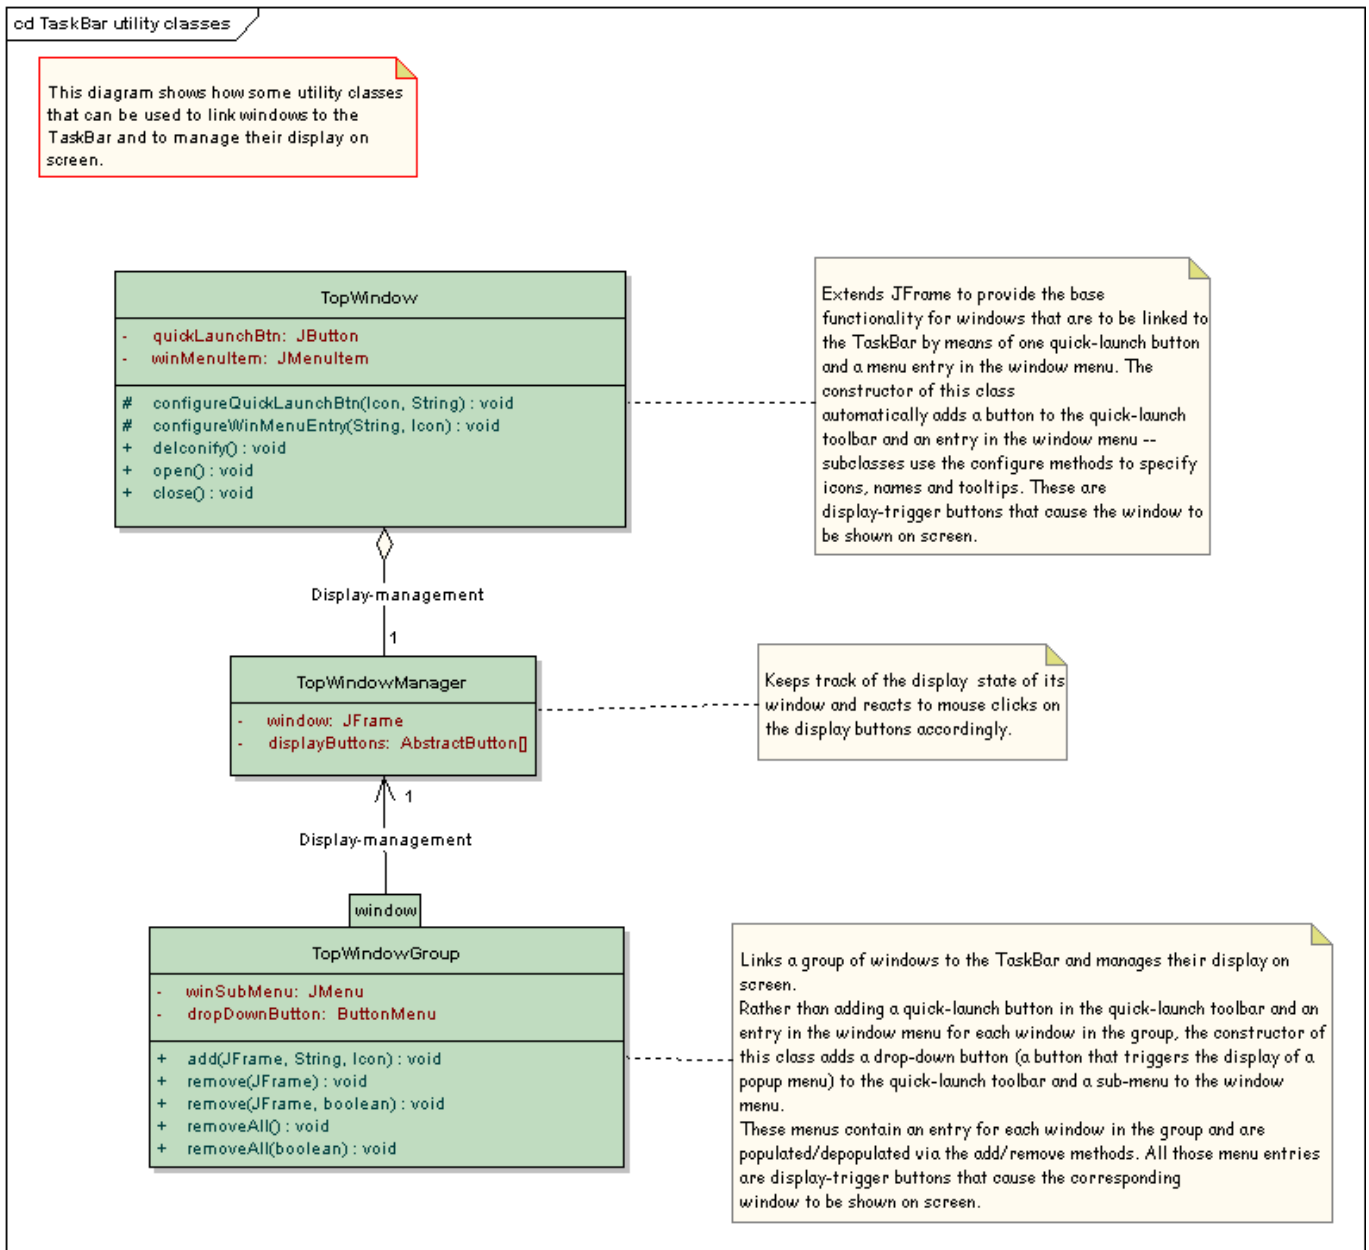 cd TaskBar utility classes
This diagram shows how some utility classes
that can be used to link windows to the
TaskBar and to manage their display on
screen.
TopWindow
- quickLaunchBtn: JButton
- winMenuItem: JMenuItem
# configureQuickLaunchBtn(Icon, String) : void
# configureWinMenuEntry(String, Icon) : void
+ deIconify() : void
+ open() : void
+ close() : void
Extends JFrame to provide the base
functionality for windows that are to be linked to
the TaskBar by means of one quick-launch button
and a menu entry in the window menu. The
constructor of this class
automatically adds a button to the quick-launch
toolbar and an entry in the window menu --
subclasses use the configure methods to specify
icons, names and tooltips. These are
display-trigger buttons that cause the window to
be shown on screen.
Display-management
1
TopWindowManager
- window: JFrame
- displayButtons: AbstractButton[]
Keeps track of the display state of its
window and reacts to mouse clicks on
the display buttons accordingly.
1
Display-management
window
TopWindowGroup
- winSubMenu: JMenu
- dropDownButton: ButtonMenu
+ add(JFrame, String, Icon) : void
+ remove(JFrame) : void
+ remove(JFrame, boolean) : void
+ removeAll() : void
+ removeAll(boolean) : void
Links a group of windows to the TaskBar and manages their display on
screen.
Rather than adding a quick-launch button in the quick-launch toolbar and an
entry in the window menu for each window in the group, the constructor of
this class adds a drop-down button (a button that triggers the display of a
popup menu) to the quick-launch toolbar and a sub-menu to the window
menu.
These menus contain an entry for each window in the group and are
populated/depopulated via the add/remove methods. All those menu entries
are display-trigger buttons that cause the corresponding
window to be shown on screen.